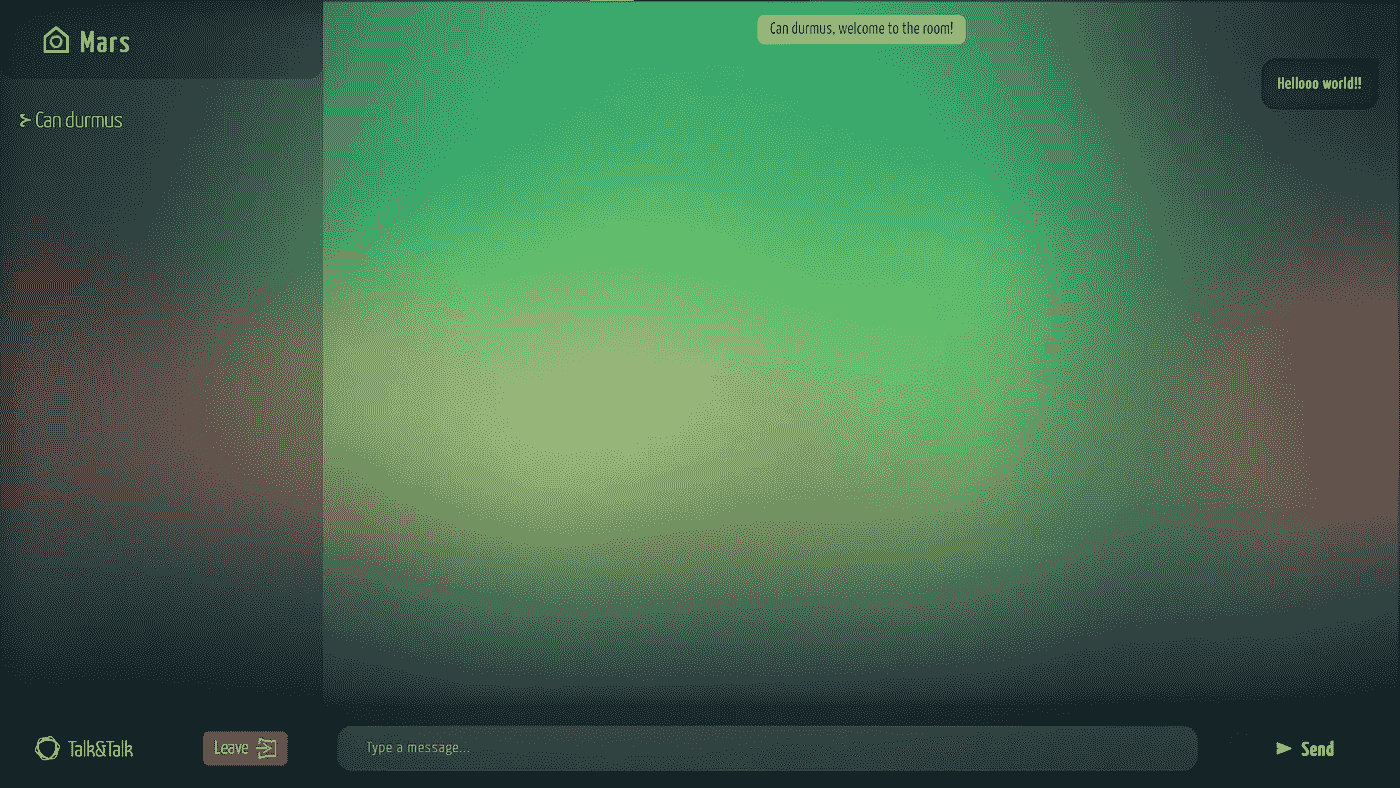 Mars
Can durmus, welcome to the room!
Hellooo world!!
Can durmus
Talk&Talk
Leave
Type a message...
Send